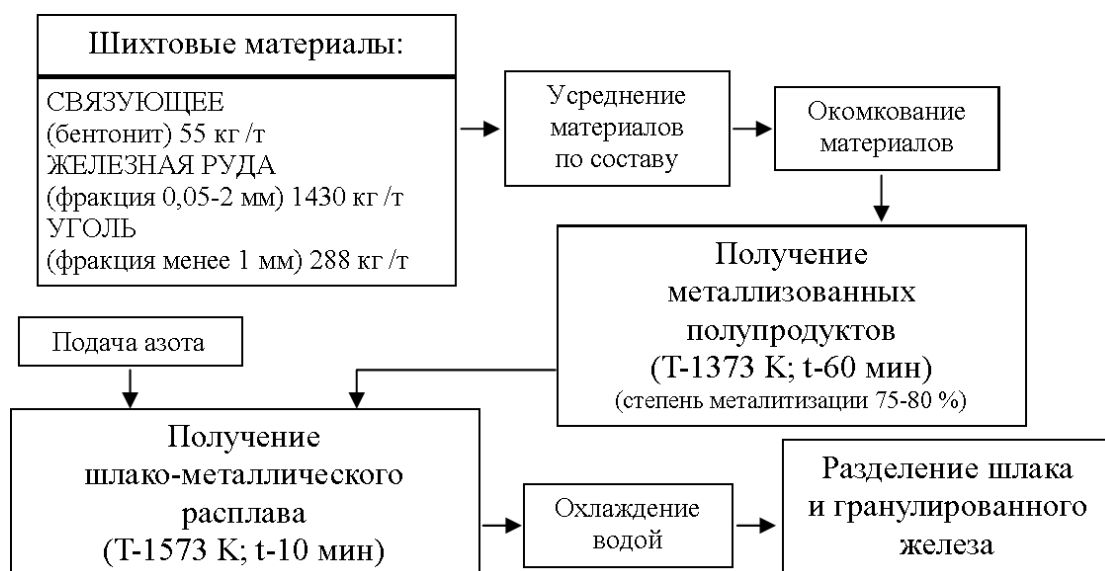 Шихтовые материалы:
СВЯЗУЮЩЕЕ
(бентонит) 55 кг /т
ЖЕЛЕЗНАЯ РУДА
(фракция 0,05-2 мм) 1430 кг /т
УГОЛЬ
(фракция менее 1 мм) 288 кг /т
Усреднение
материалов
по составу
Окомкование
материалов
Получение
металлизованных
полупродуктов
(Т-1373 К; t-60 мин)
(степень металитизации 75-80 %)
Подача азота
Получение
шлако-металлического
расплава
(Т-1573 К; t-10 мин)
Охлаждение
водой
Разделение шлака
и гранулированного
железа